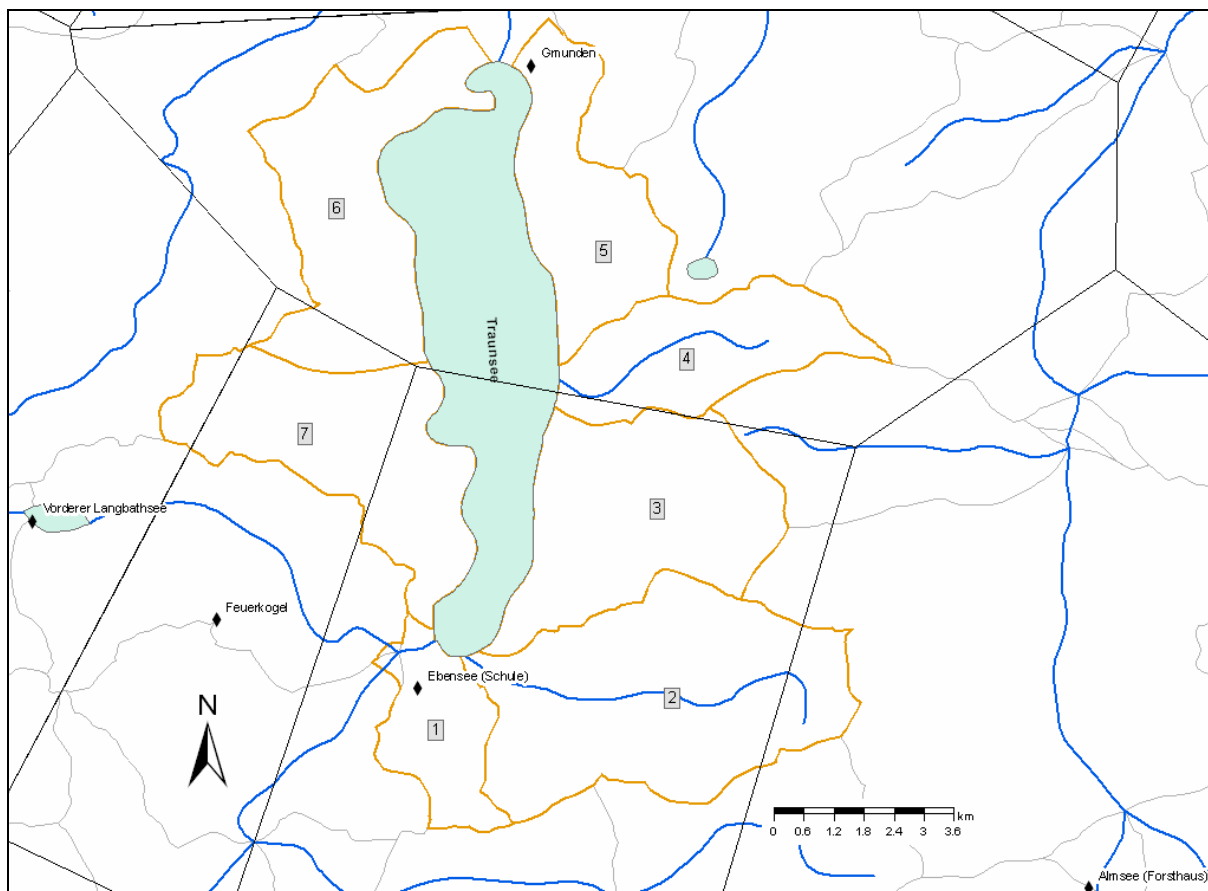 Gmunden
6
5
Traunsee
4
7
Vorderer Langbathsee
3
Feuerkogel
Ebensee (Schule)
2
N
1
km
0 0.6 1.2 1.8 2.4 3 3.6
Almsee (Forsthaus)